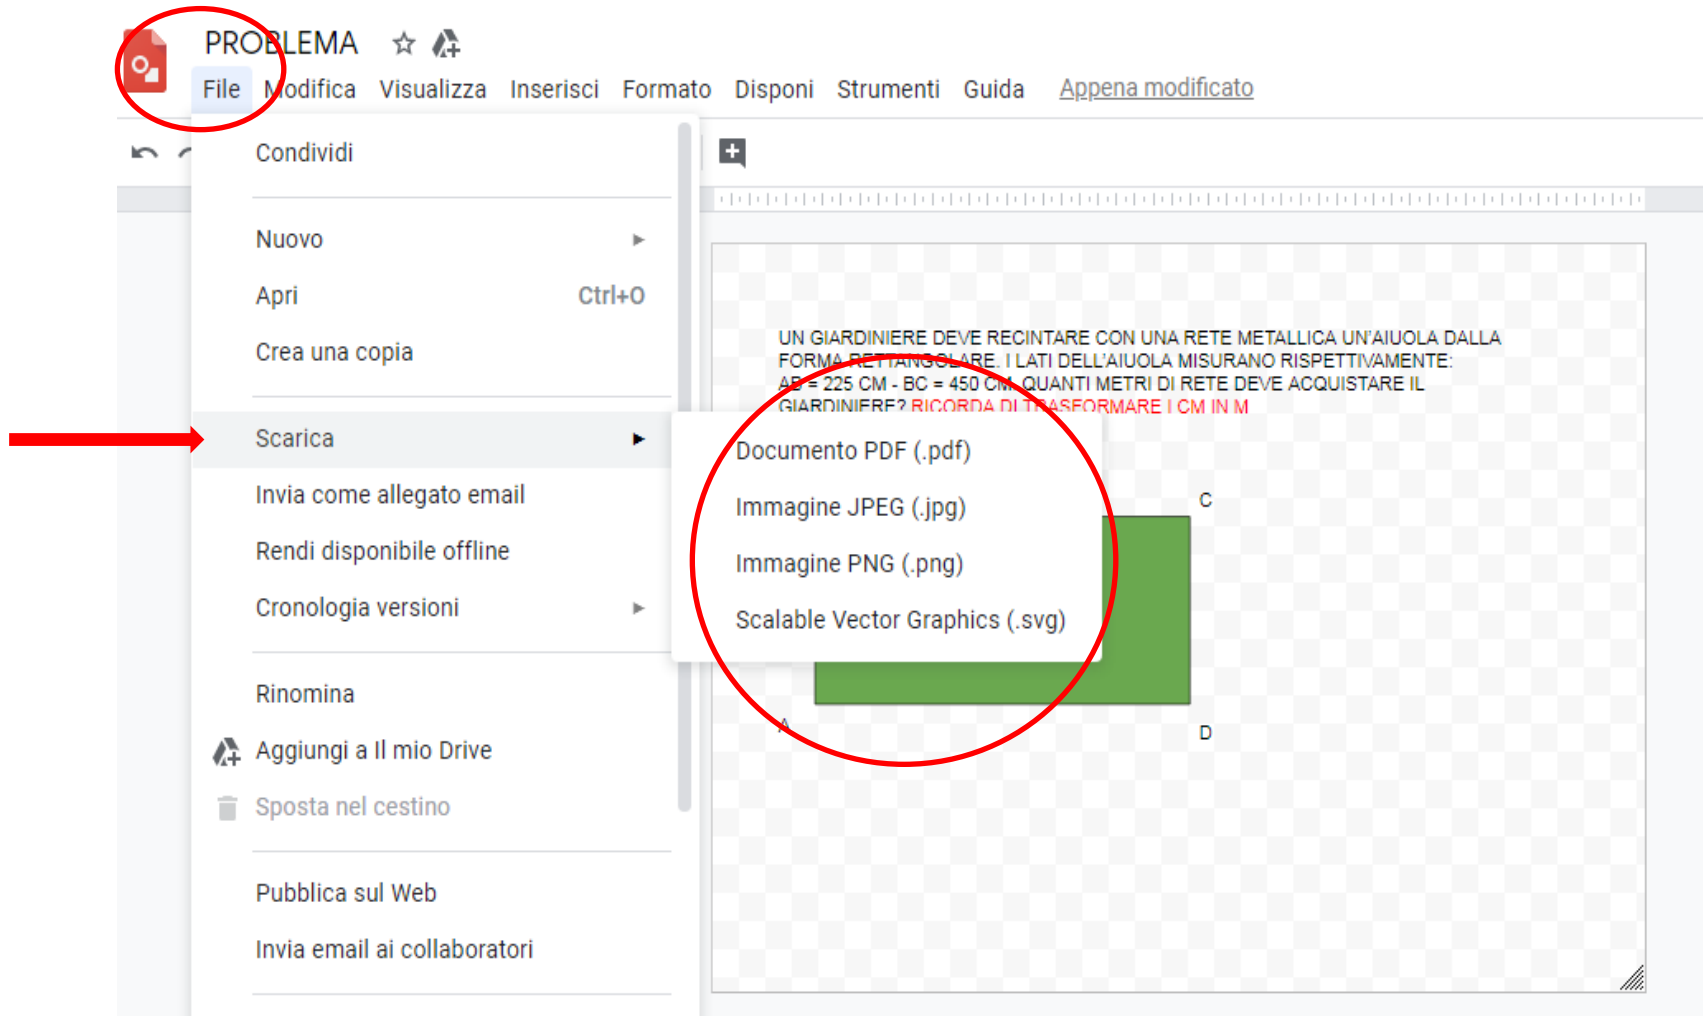 PROBLEMA
File Modifica Visualizza Inserisci Formato Disponi Strumenti Guida Appena modificato
Condividi
Nuovo
Apri Ctrl+O
Crea una copia
Scarica
Invia come allegato email
Rendi disponibile offline
Cronologia versioni
Rinomina
Aggiungi a Il mio Drive
Sposta nel cestino
Pubblica sul Web
Invia email ai collaboratori
Documento PDF (.pdf)
Immagine JPEG (.jpg)
Immagine PNG (.png)
Scalable Vector Graphics (.svg)
UN GIARDINIERE DEVE RECINTARE CON UNA RETE METALLICA UN'AIUOLA DALLA
FORMA RETTANGOLARE. I LATI DELL'AIUOLA MISURANO RISPETTIVAMENTE:
AB = 225 CM - BC = 450 CM. QUANTI METRI DI RETE DEVE ACQUISTARE IL
GIARDINIERE? RICORDA DI TRASFORMARE I CM IN M
C
A
D